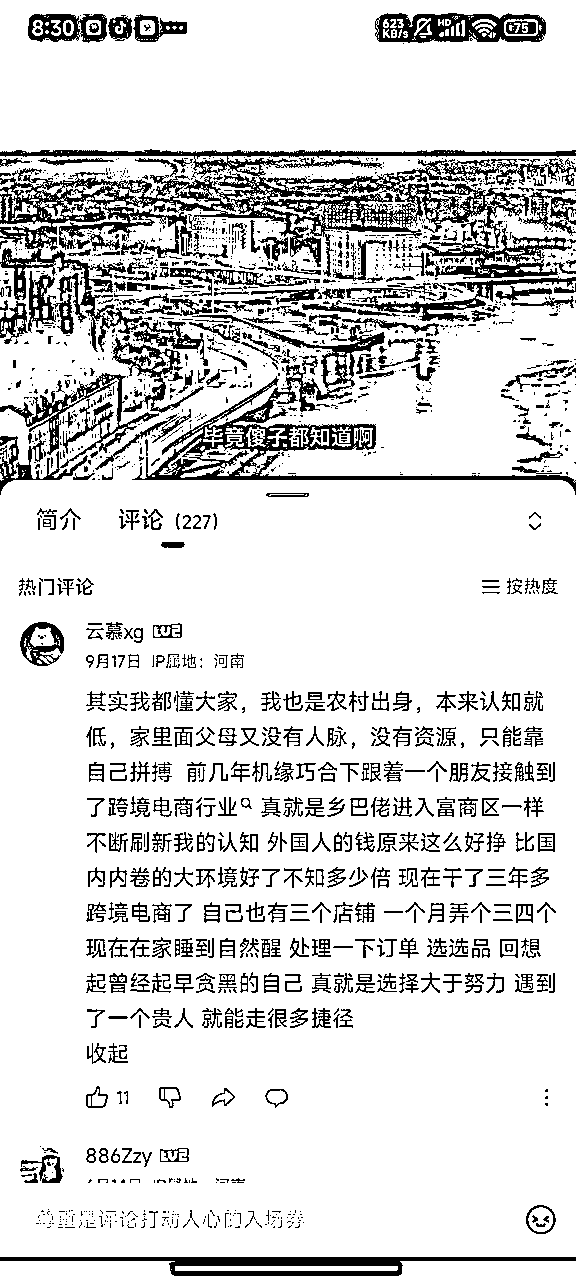 8:30
623 KB/s HD 75
毕竟傻子都知道啊
简介 评论 (227)
热门评论 按热度
云慕xg
9月17日 IP属地：河南
其实我都懂大家，我也是农村出身，本来认知就
低，家里面父母又没有人脉，没有资源，只能靠
自己拼搏 前几年机缘巧合下跟着一个朋友接触到
了跨境电商行业 真就是乡巴佬进入富商区一样
不断刷新我的认知 外国人的钱原来这么好挣 比国
内内卷的大环境好了不知多少倍 现在干了三年多
跨境电商了 自己也有三个店铺 一个月弄个三四个
现在在家睡到自然醒 处理一下订单 选选品 回想
起曾经起早贪黑的自己 真就是选择大于努力 遇到
了一个贵人 就能走很多捷径
收起
11
886Zzy
尊重是评论打动人心的入场券